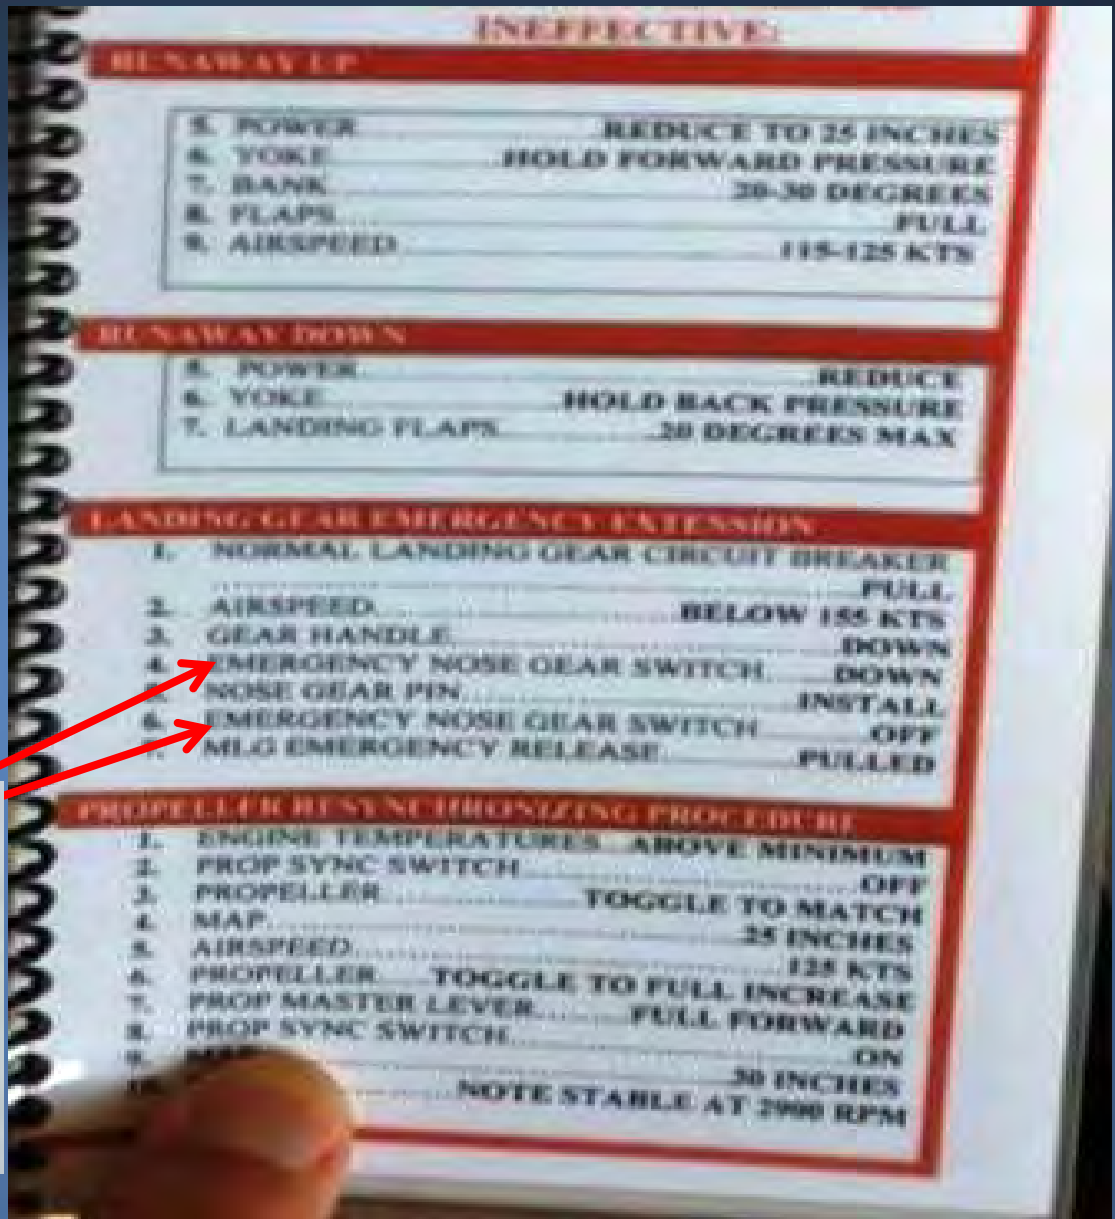 INEFFECTIVE:
RUNAWAY UP
5. POWER REDUCE TO 25 INCHES
6. YOKE HOLD FORWARD PRESSURE
7. BANK 20-30 DEGREES
8. FLAPS FULL
9. AIRSPEED 115-125 KTS
RUNAWAY DOWN
5. POWER REDUCE
6. YOKE HOLD BACK PRESSURE
7. LANDING FLAPS 20 DEGREES MAX
LANDING GEAR EMERGENCY EXTENSION
1. NORMAL LANDING GEAR CIRCUIT BREAKER
PULL
2. AIRSPEED BELOW 155 KTS
3. GEAR HANDLE DOWN
4. EMERGENCY NOSE GEAR SWITCH DOWN
5. NOSE GEAR PIN INSTALL
6. EMERGENCY NOSE GEAR SWITCH OFF
7. MLG EMERGENCY RELEASE PULLED
PROPELLER RESYNCHRONIZING PROCEDURE
1. ENGINE TEMPERATURES ABOVE MINIMUM
2. PROP SYNC SWITCH OFF
3. PROPELLER TOGGLE TO MATCH
4. MAP 25 INCHES
5. AIRSPEED 125 KTS
6. PROPELLER TOGGLE TO FULL INCREASE
7. PROP MASTER LEVER FULL FORWARD
8. PROP SYNC SWITCH ON
9. 30 INCHES
10. NOTE STABLE AT 2900 RPM